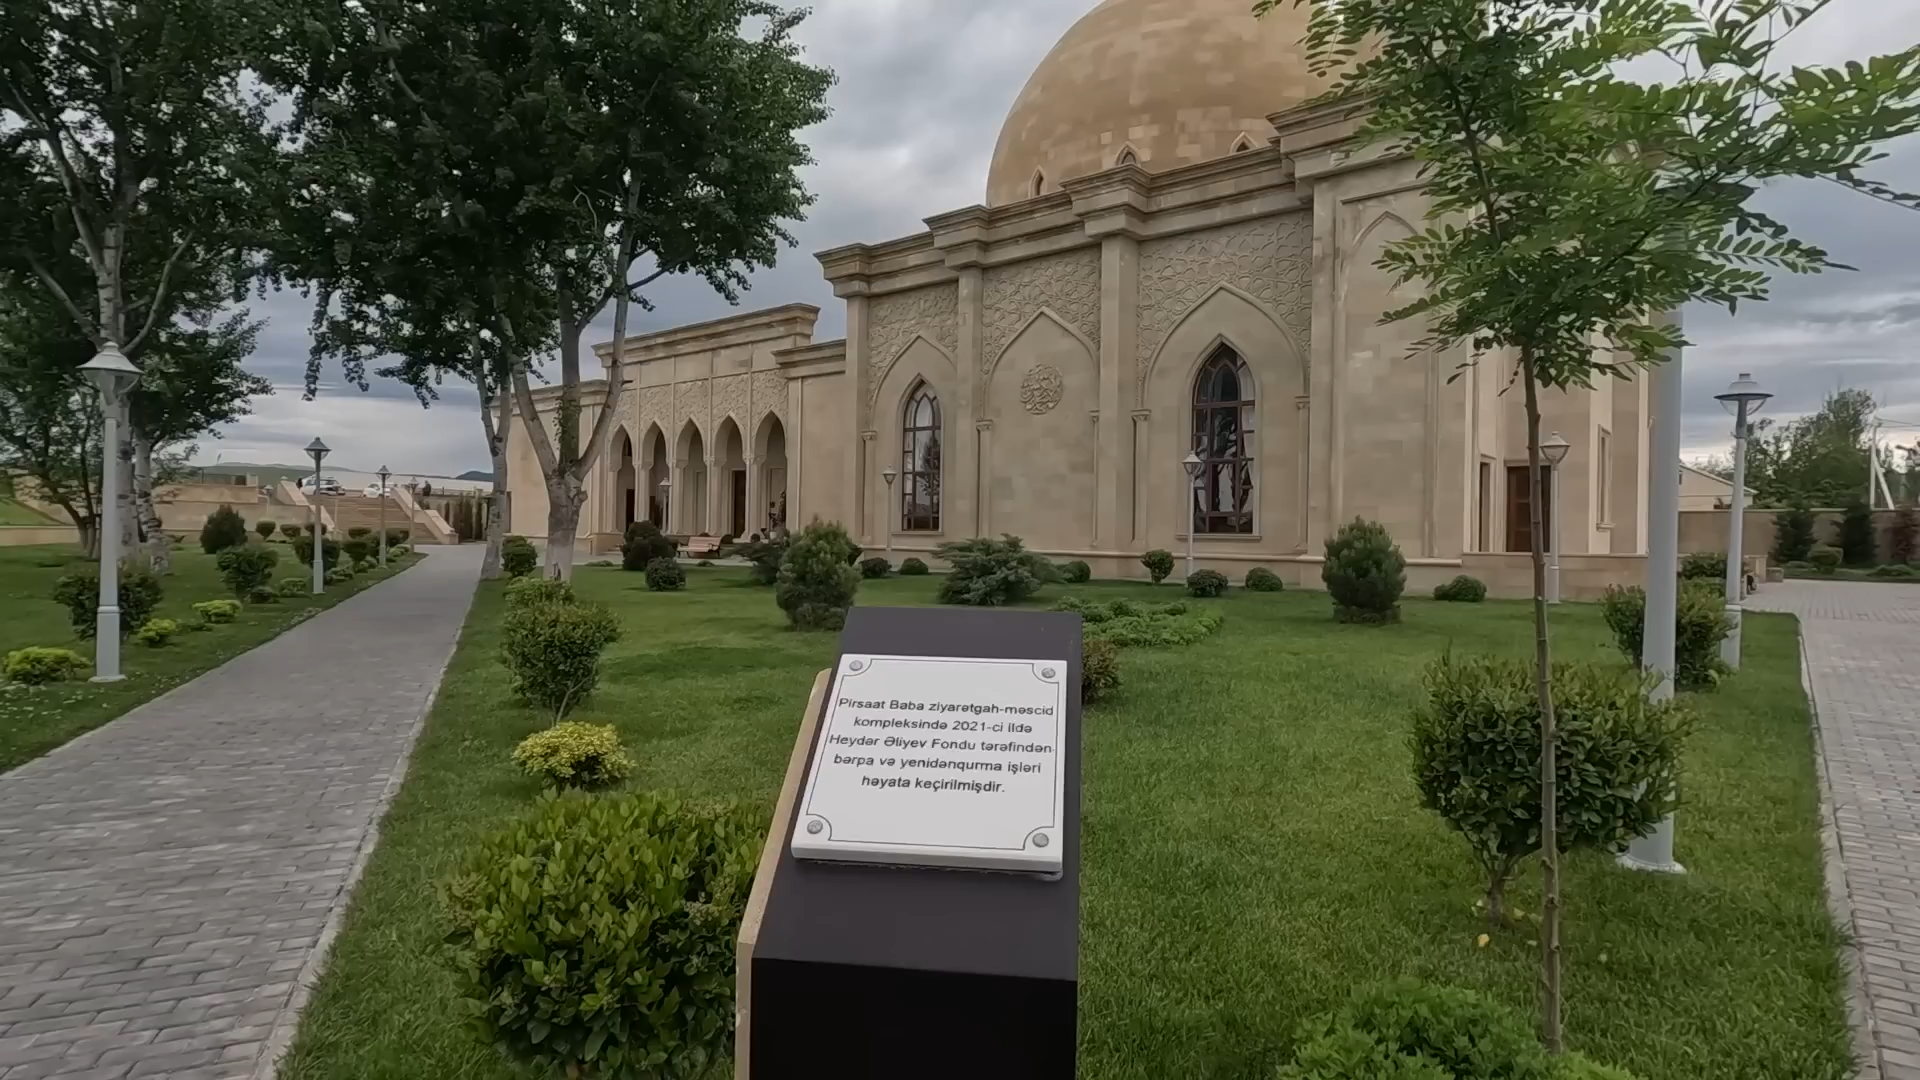 Pirsaat Baba ziyarətgah-məscid
kompleksində 2021-ci ildə
Heydər Əliyev Fondu tərəfindən
bərpa və yenidənqurma işləri
həyata keçirilmişdir.